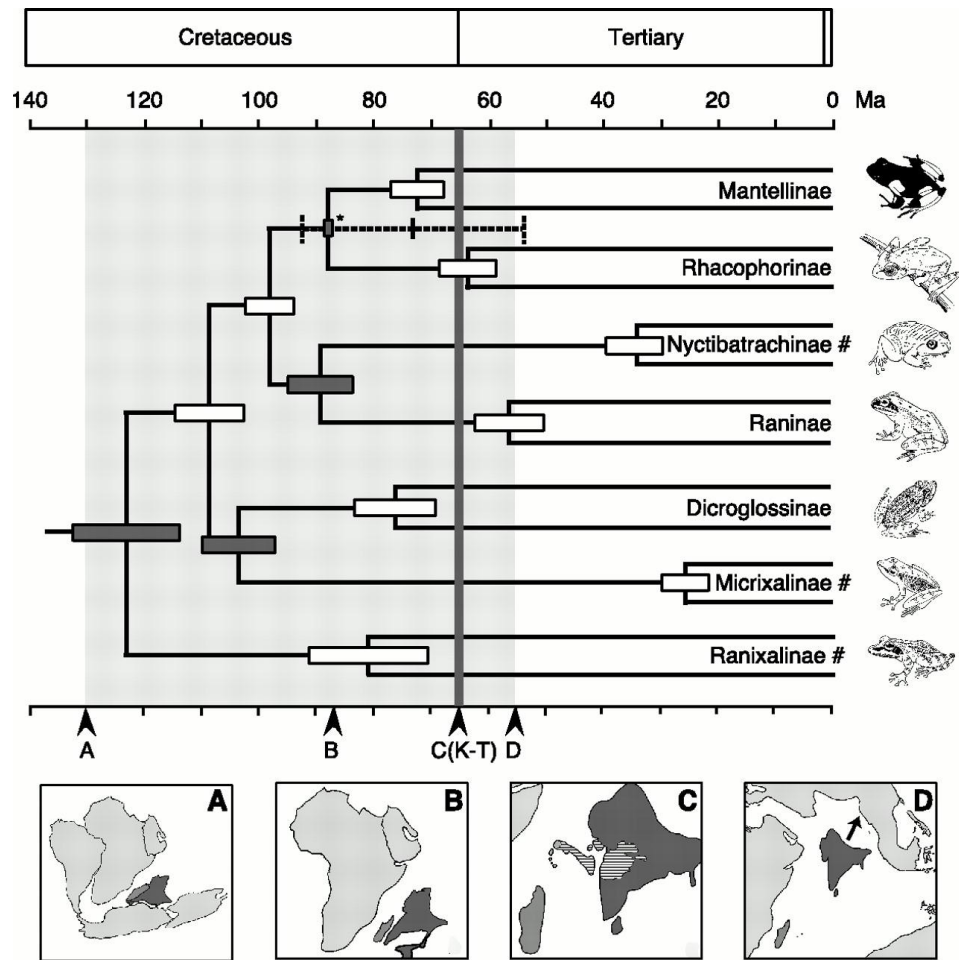 Cretaceous Tertiary
140 120 100 80 60 40 20 0 Ma
Mantellinae
*
Rhacophorinae
Nyctibatrachinae #
Raninae
Dicroglossinae
Micrixalinae #
Ranixalinae #
A B C(K-T) D
A B C D